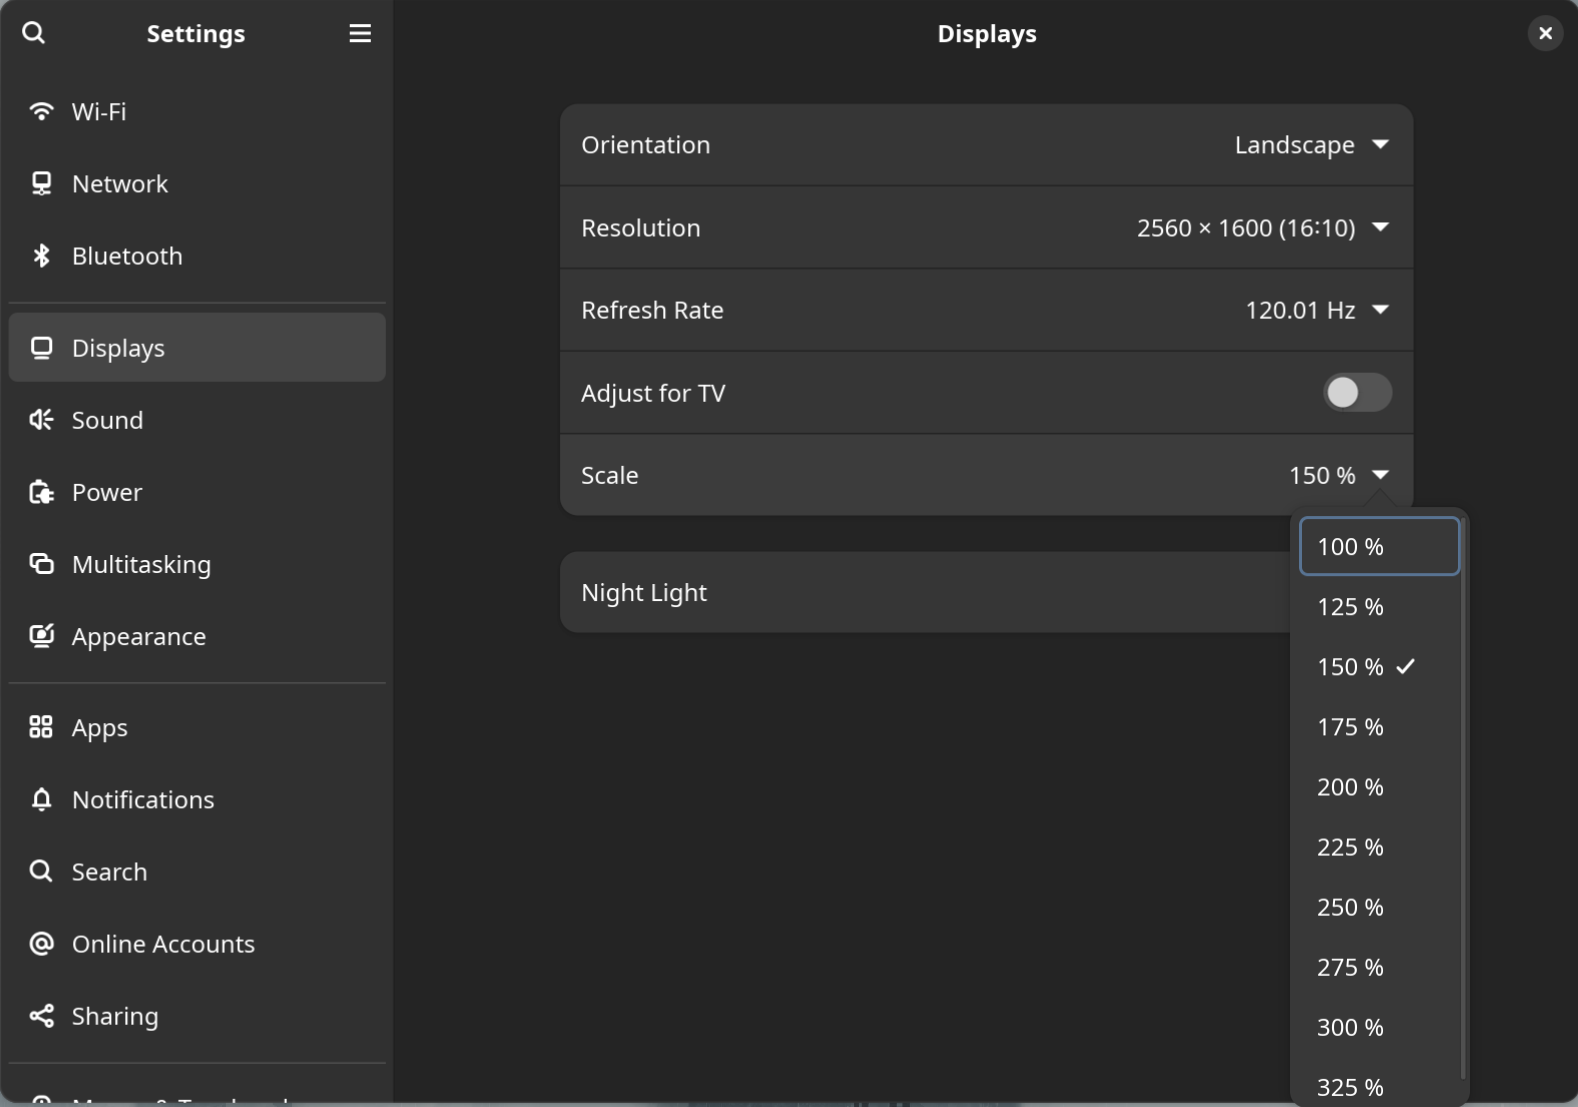 Settings
Displays
Wi-Fi
Network
Bluetooth
Displays
Sound
Power
Multitasking
Appearance
Apps
Notifications
Search
Online Accounts
Sharing
Orientation
Landscape
Resolution
2560 × 1600 (16:10)
Refresh Rate
120.01 Hz
Adjust for TV
Scale
150 %
Night Light
100 %
125 %
150 %
175 %
200 %
225 %
250 %
275 %
300 %
325 %